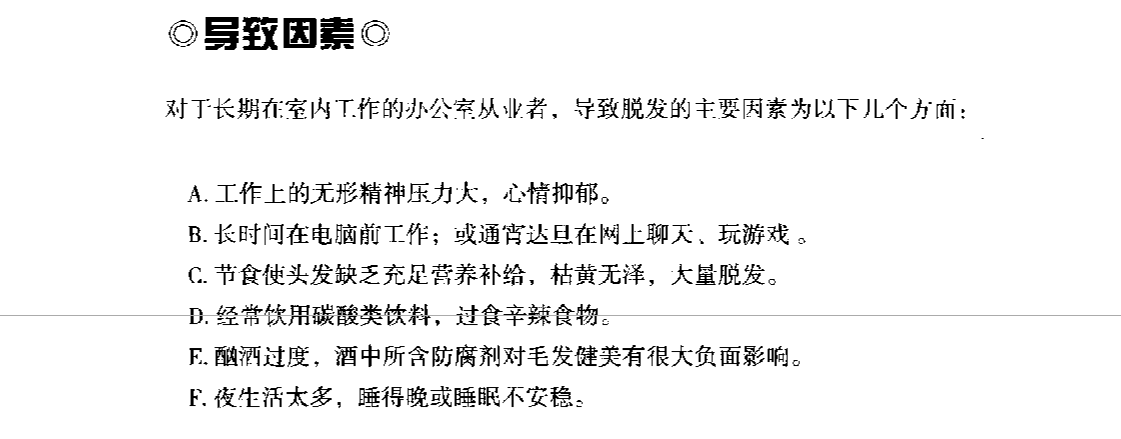 ◎导致因素◎
对于长期在室内工作的办公室从业者，导致脱发的主要因素为以下几个方面：
A. 工作上的无形精神压力大，心情抑郁。
B. 长时间在电脑前工作；或通宵达旦在网上聊天、玩游戏。
C. 节食使头发缺乏充足营养补给，枯黄无泽，大量脱发。
D. 经常饮用碳酸类饮料，过食辛辣食物。
E. 酗酒过度，酒中所含防腐剂对毛发健美有很大负面影响。
F. 夜生活太多，睡得晚或睡眠不安稳。